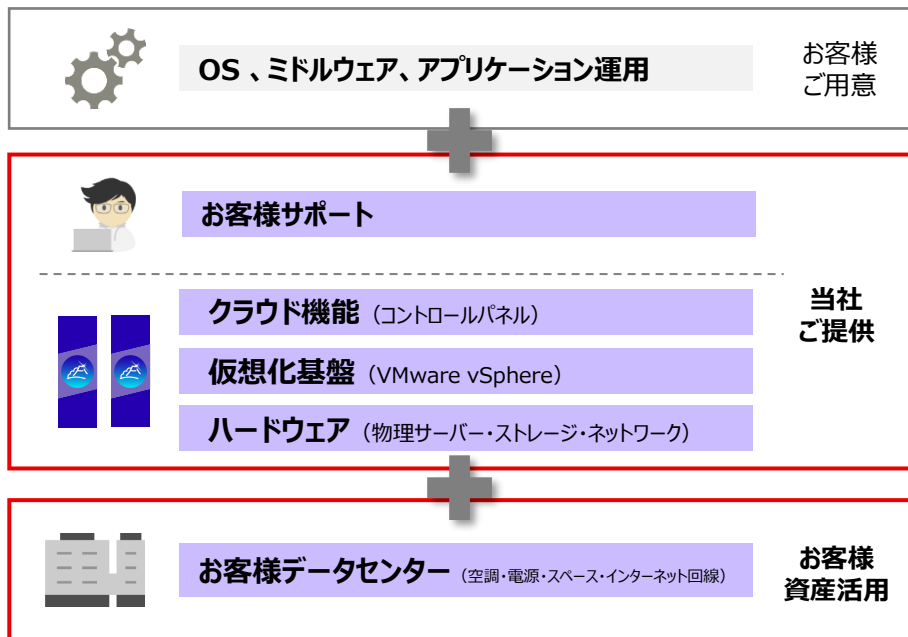 OS 、ミドルウェア、アプリケーション運用
お客様
ご用意
お客様サポート
クラウド機能（コントロールパネル）
仮想化基盤（VMware vSphere）
ハードウェア（物理サーバー・ストレージ・ネットワーク）
当社
ご提供
お客様データセンター（空調・電源・スペース・インターネット回線）
お客様
資産活用